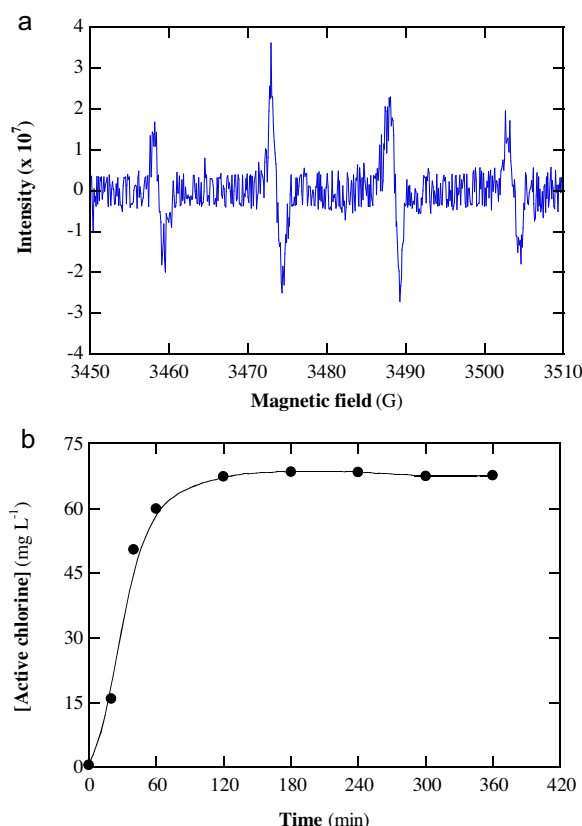 a
4
3
2
1
0
-1
-2
-3
-4
Intensity (x 10⁷)
3450 3460 3470 3480 3490 3500 3510
Magnetic field (G)
b
75
60
45
30
15
0
[Active chlorine] (mg L⁻¹)
0 60 120 180 240 300 360 420
Time (min)